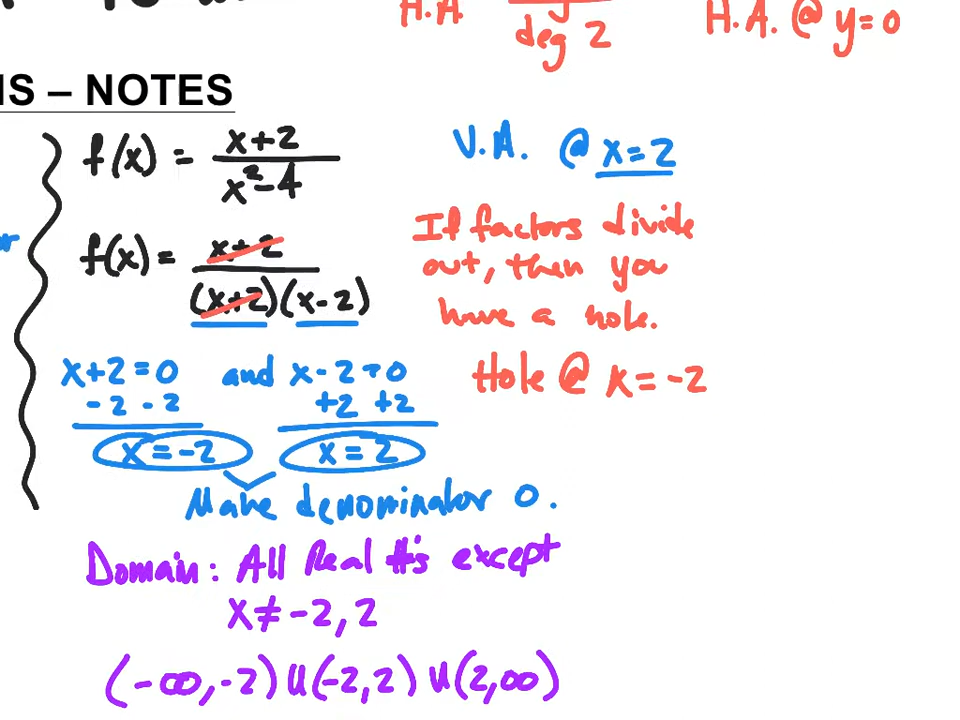 H.A.
deg 2
H.A. @ y=0
NS – NOTES
f(x) = x+2 / x²-4
V.A. @ x=2
f(x) = x+2 / (x+2)(x-2)
If factors divide
out, then you
have a hole.
x+2=0 and x-2=0
-2 -2 +2 +2
x=-2 x=2
Hole @ x=-2
Make denominator 0.
Domain: All Real #'s except
x≠-2,2
(-∞,-2)U(-2,2)U(2,∞)